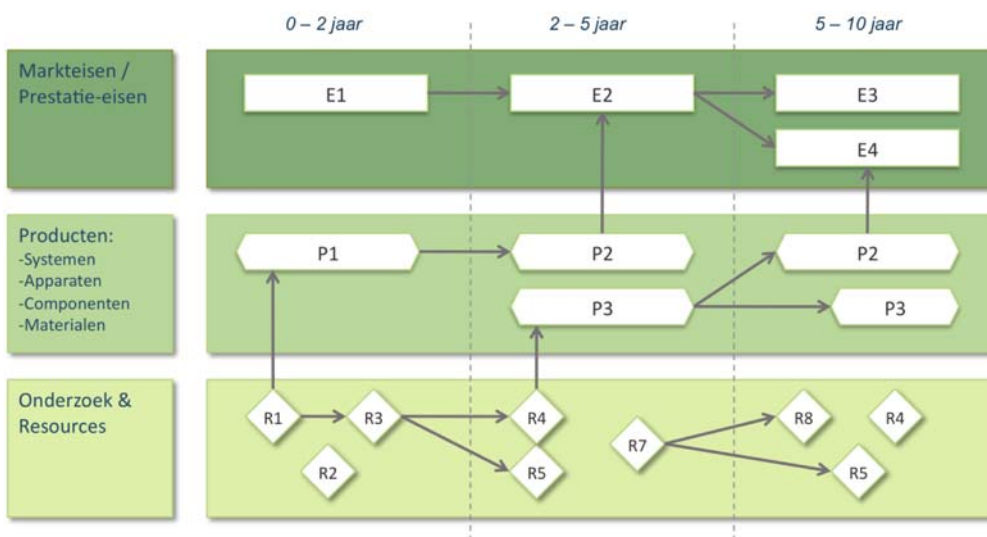 0 – 2 jaar
2 – 5 jaar
5 – 10 jaar
Markteisen /
Prestatie-eisen
E1
E2
E3
E4
Producten:
-Systemen
-Apparaten
-Componenten
-Materialen
P1
P2
P2
P3
P3
Onderzoek &
Resources
R1
R3
R4
R7
R8
R4
R2
R5
R5